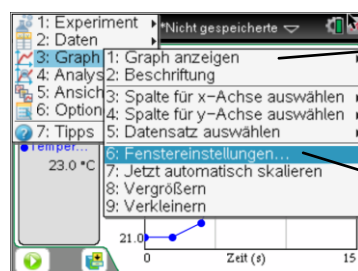 1: Experiment
*Nicht gespeicherte
2: Daten
3: Graph
4: Analys
5: Ansich
6: Option
7: Tipps
1: Graph anzeigen
2: Beschriftung
3: Spalte für x-Achse auswählen
4: Spalte für y-Achse auswählen
5: Datensatz auswählen
6: Fenstereinstellungen...
7: Jetzt automatisch skalieren
8: Vergrößern
9: Verkleinern
Temper...
23.0 °C
21.0
0
Zeit (s)
15